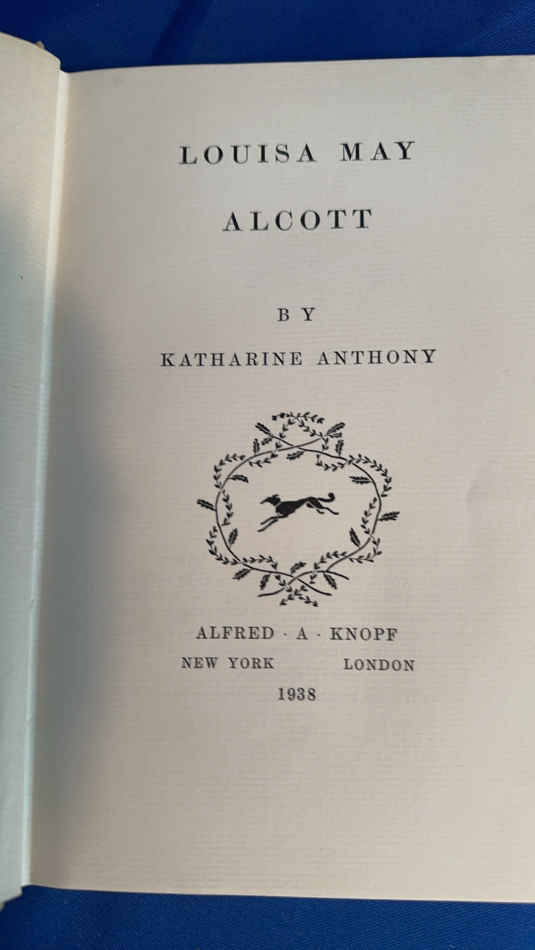 LOUISA MAY
ALCOTT
BY
KATHARINE ANTHONY
ALFRED · A · KNOPF
NEW YORK LONDON
1938